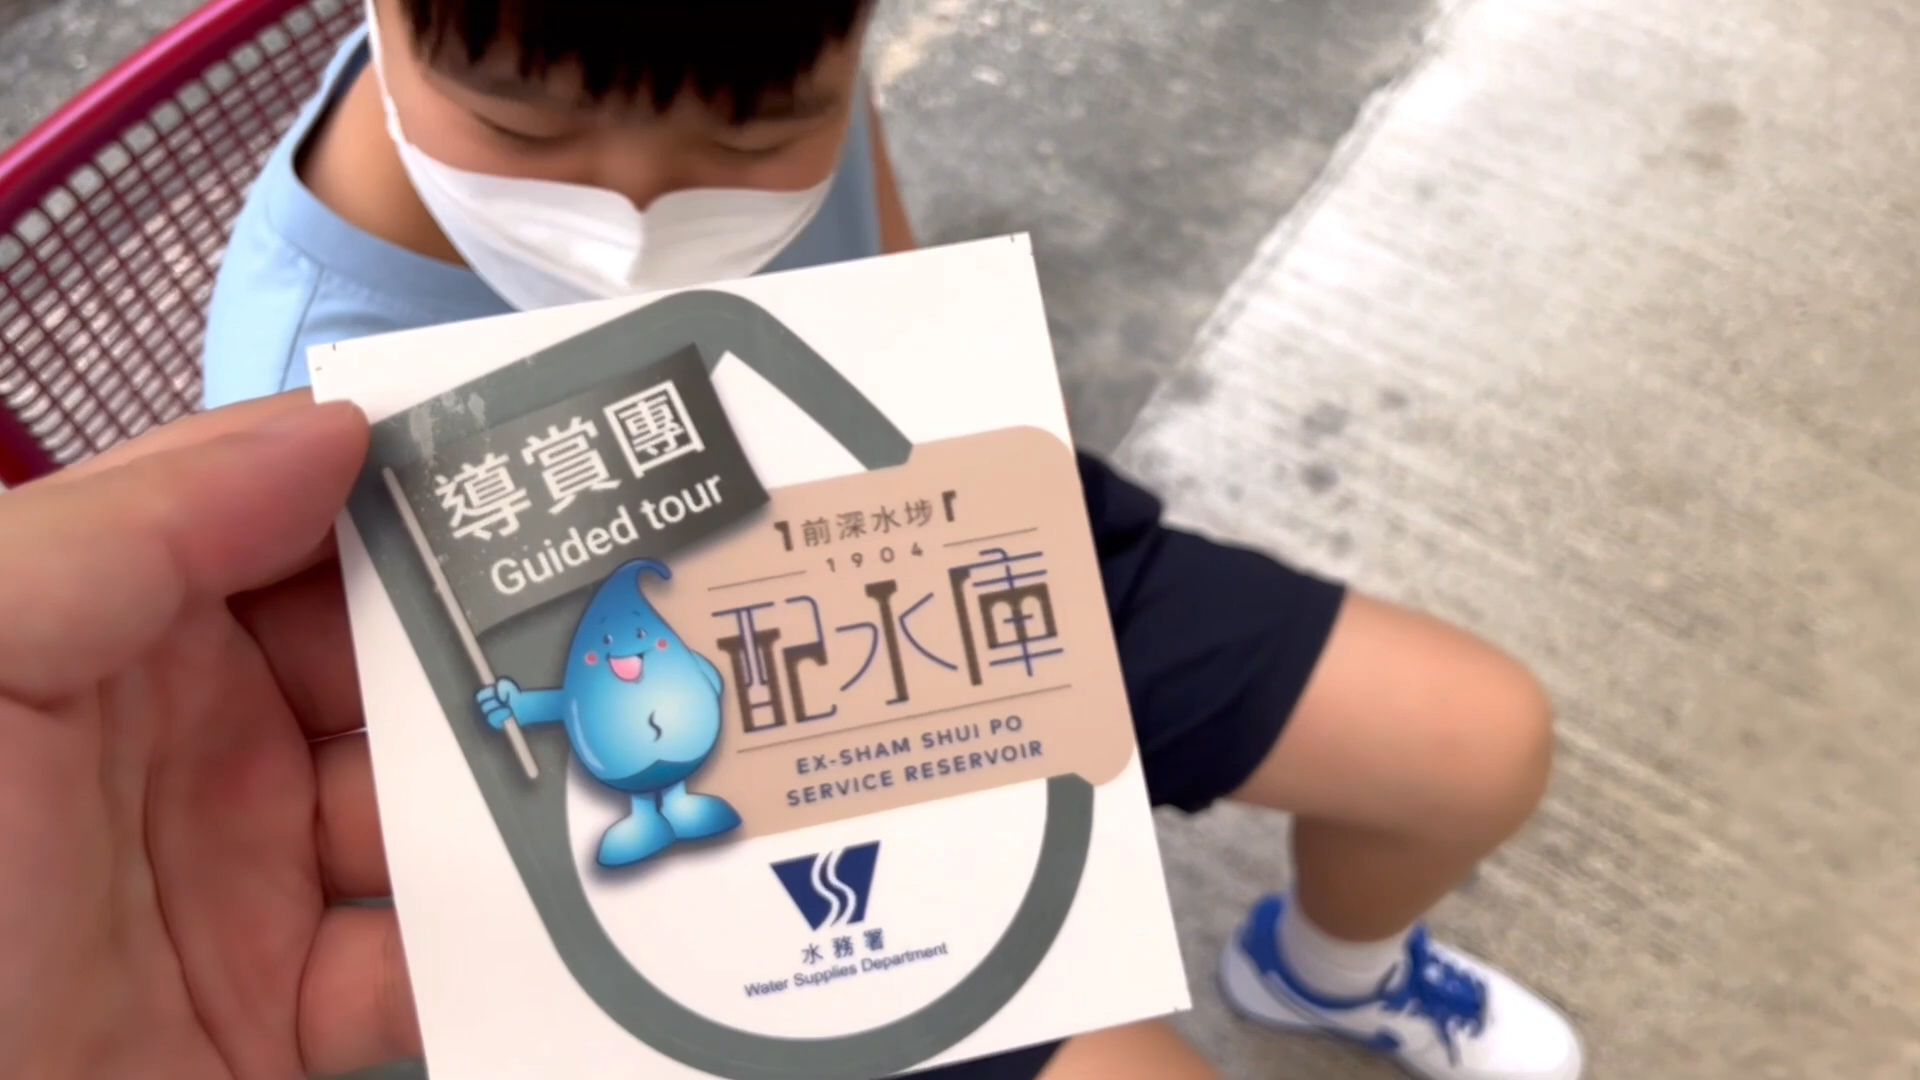 導賞團
Guided tour
前深水埗
1904
配水庫
EX-SHAM SHUI PO
SERVICE RESERVOIR
水務署
Water Supplies Department